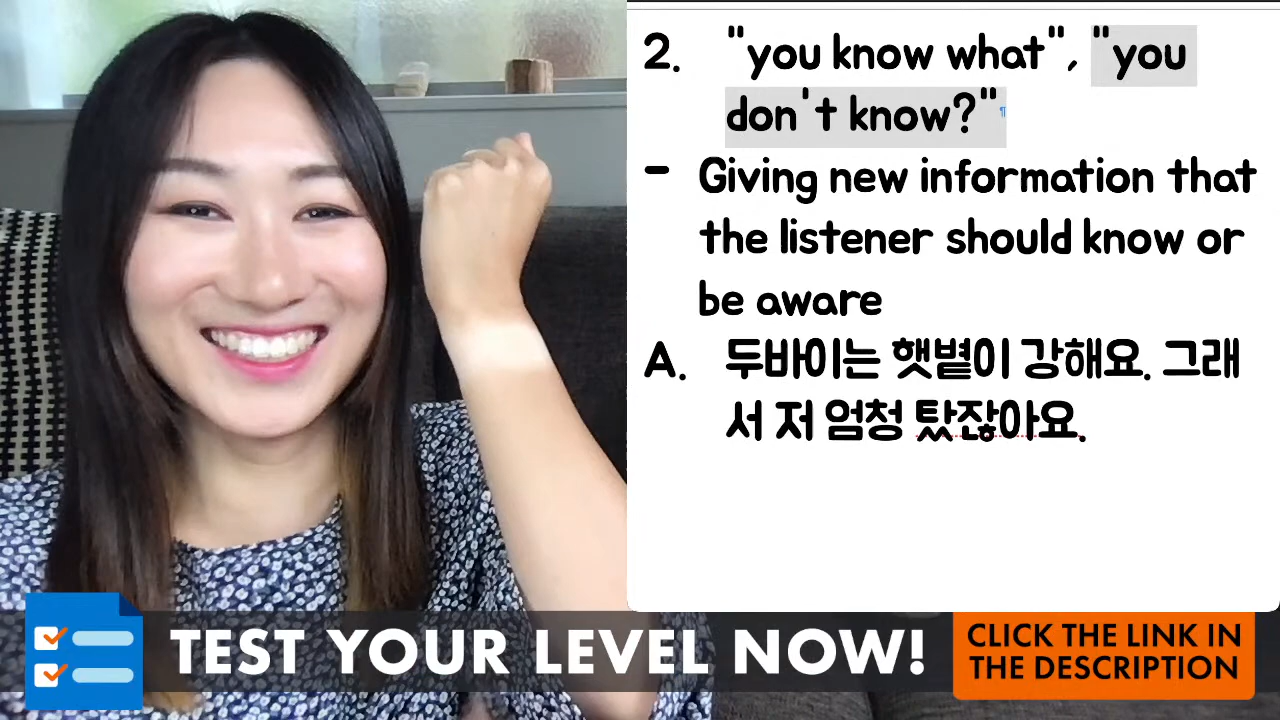 2. "you know what", "you
don't know?"
- Giving new information that
the listener should know or
be aware
A. 두바이는 햇볕이 강해요. 그래
서 저 엄청 탔잖아요.
TEST YOUR LEVEL NOW!
CLICK THE LINK IN
THE DESCRIPTION